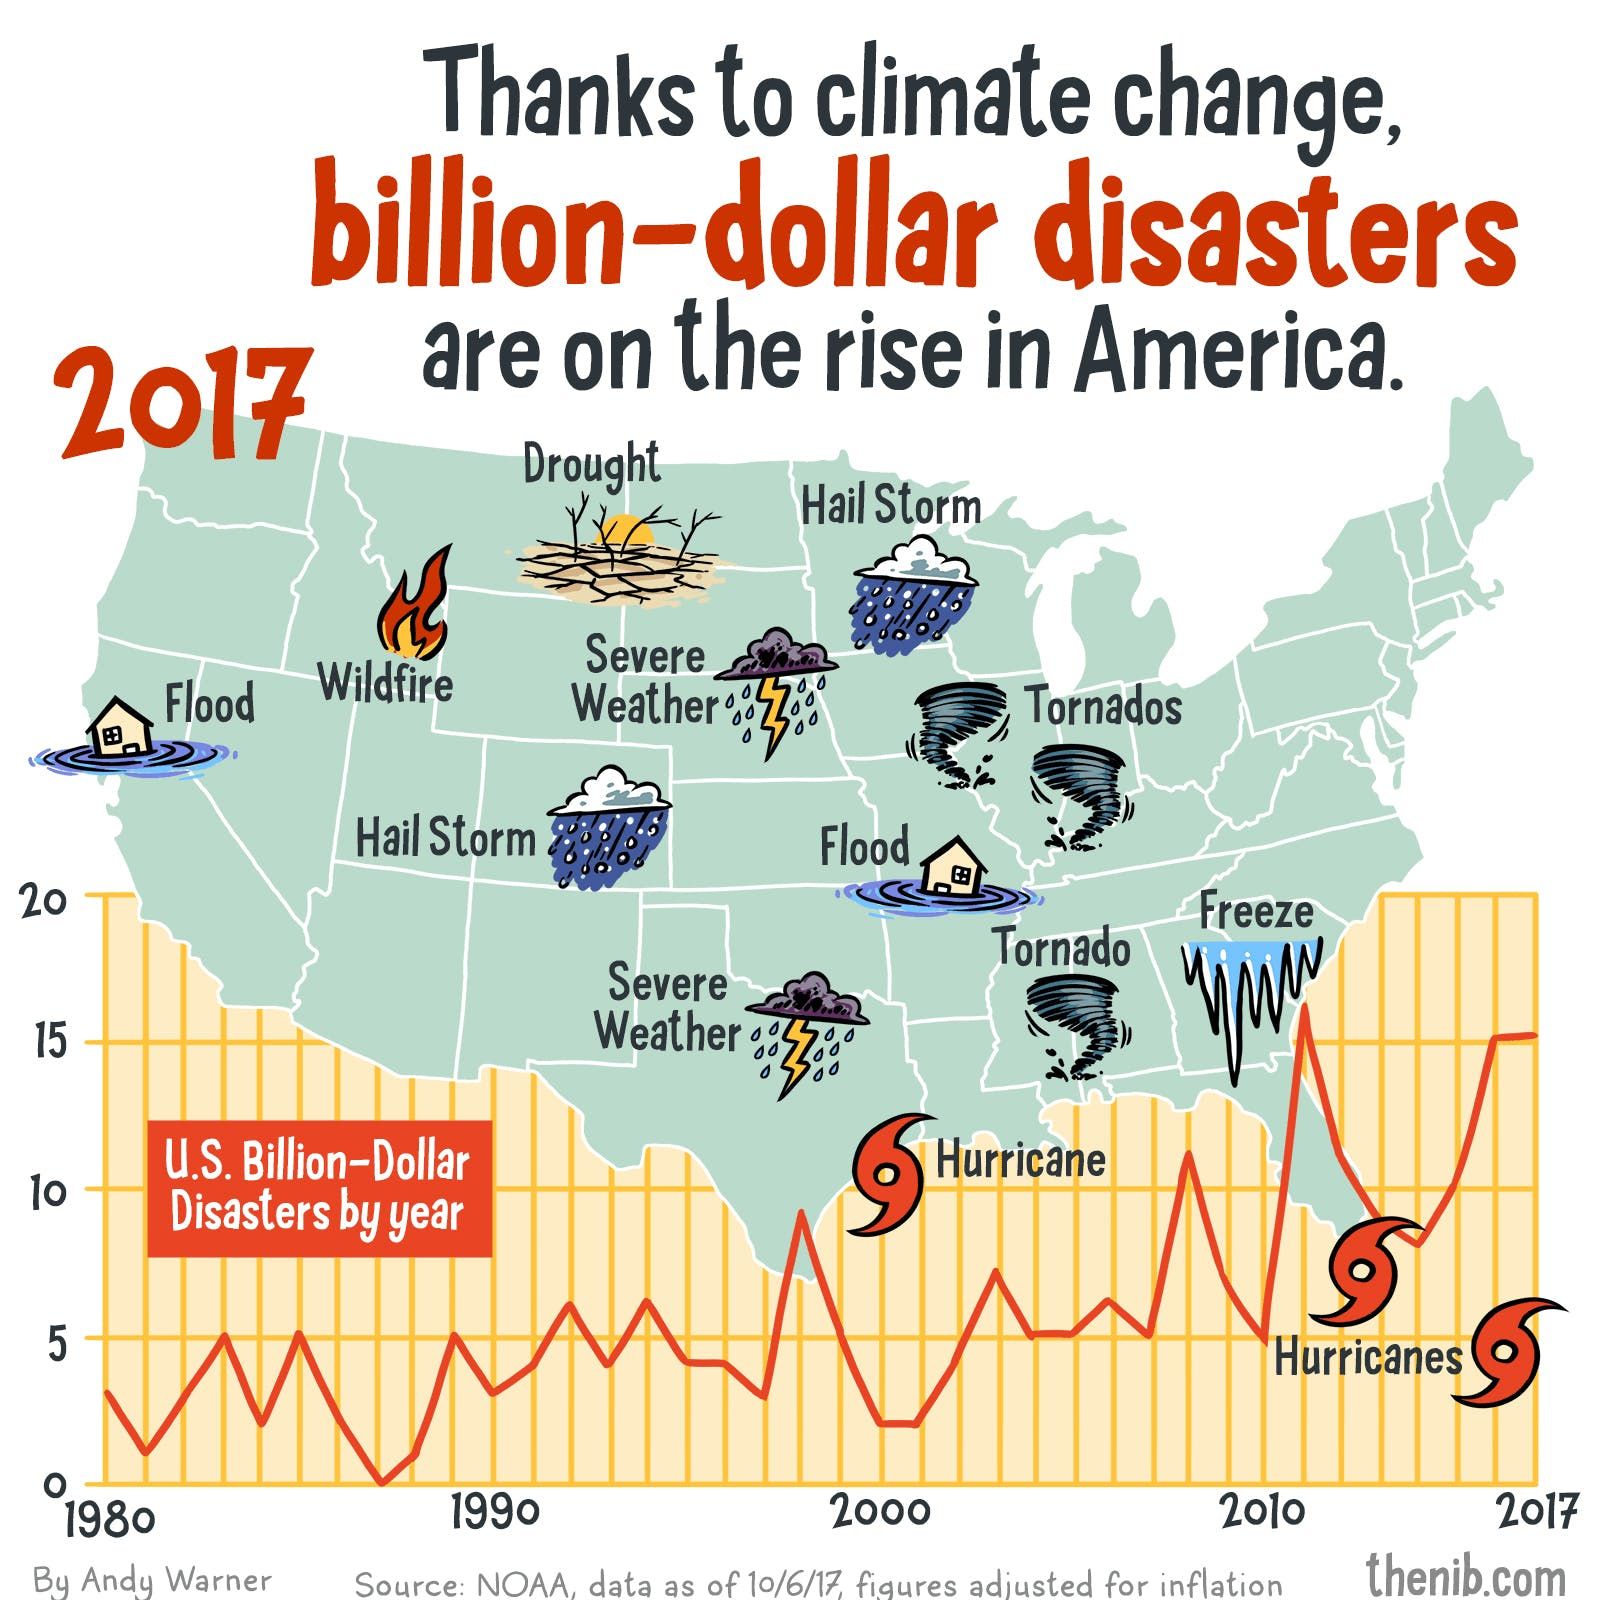 Thanks to climate change,
billion-dollar disasters
are on the rise in America.
2017
Drought
Hail Storm
Wildfire
Severe
Weather
Flood
Tornados
Hail Storm
Flood
Freeze
Tornado
Severe
Weather
Hurricane
Hurricanes
U.S. Billion-Dollar
Disasters by year
20
15
10
5
0
1980
1990
2000
2010
2017
By Andy Warner
Source: NOAA, data as of 10/6/17, figures adjusted for inflation
thenib.com